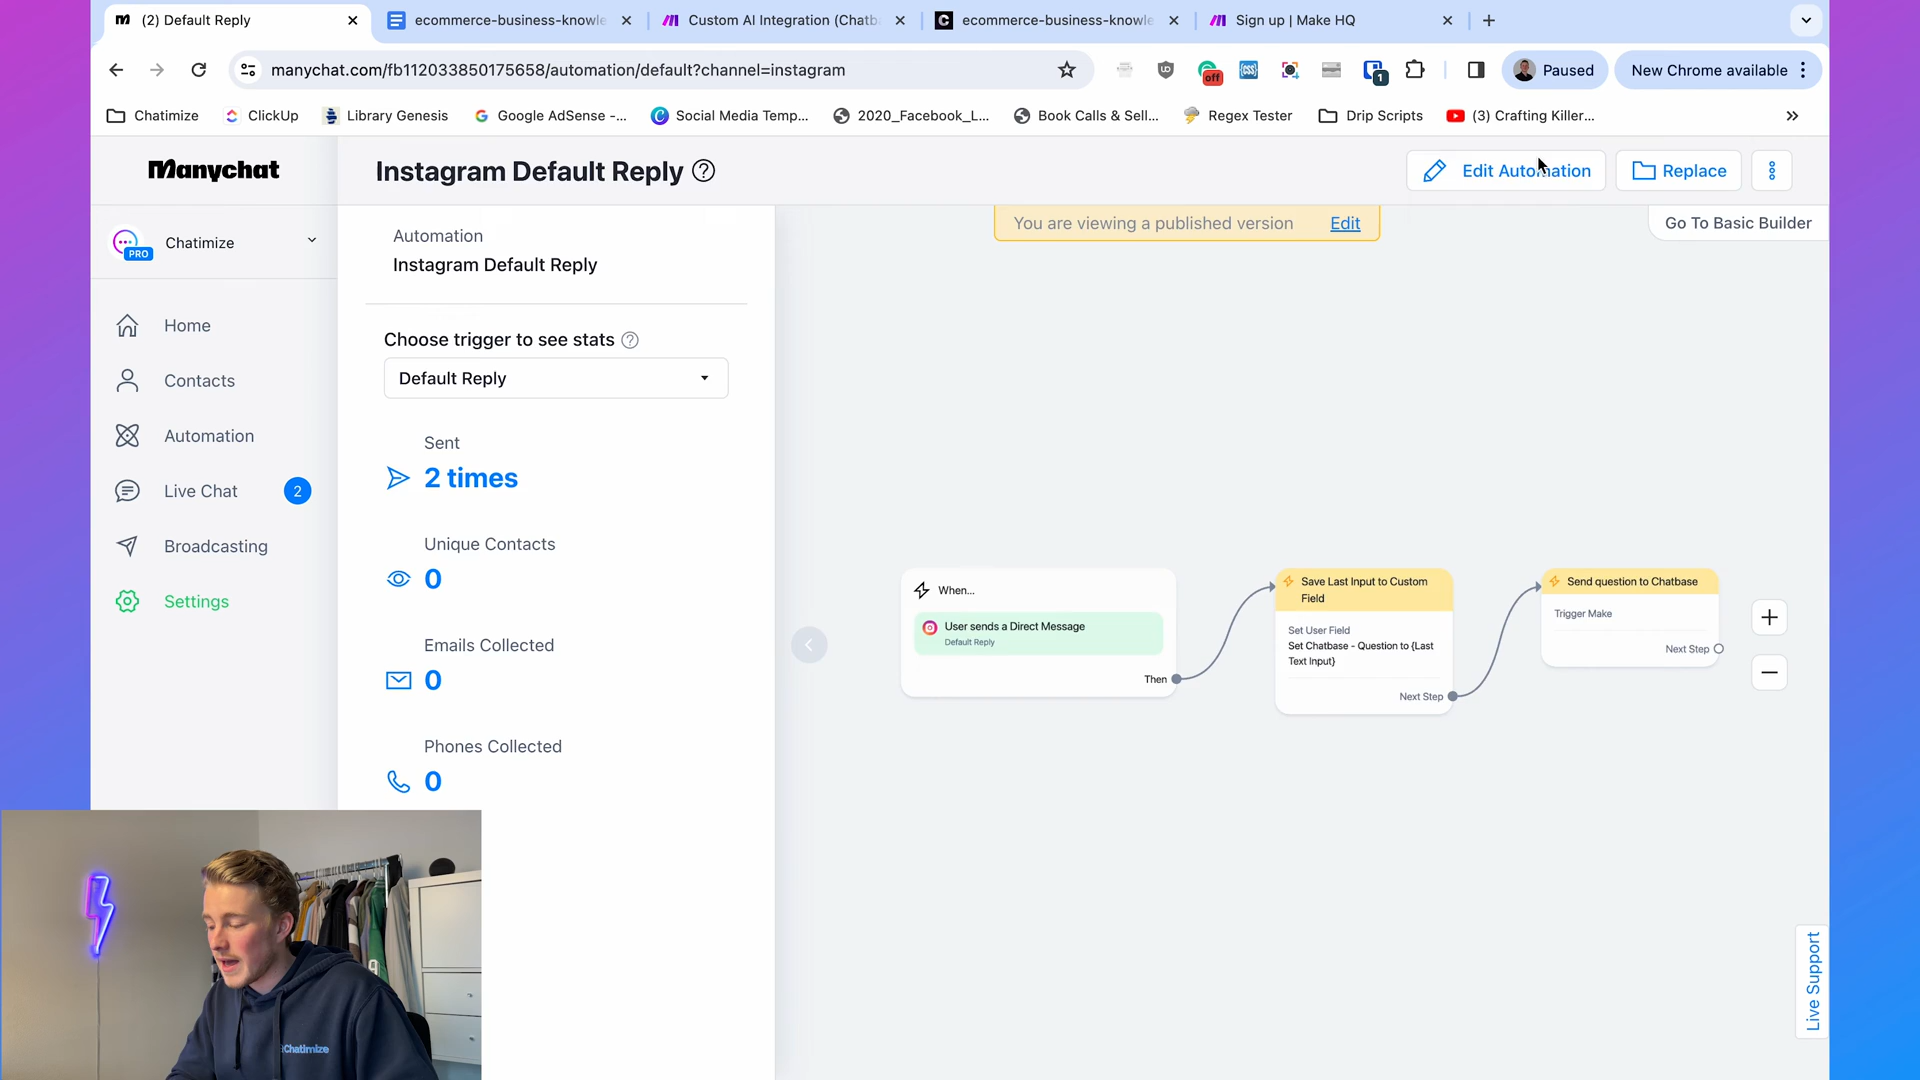 (2) Default Reply
ecommerce-business-knowle
Custom AI Integration (Chatb
ecommerce-business-knowle
Sign up | Make HQ
manychat.com/fb112033850175658/automation/default?channel=instagram
off
1
Paused
New Chrome available
Chatimize
ClickUp
Library Genesis
Google AdSense -...
Social Media Temp...
2020_Facebook_L...
Book Calls & Sell...
Regex Tester
Drip Scripts
(3) Crafting Killer...
Manychat
Instagram Default Reply
Edit Automation
Replace
PRO
Chatimize
Home
Contacts
Automation
Live Chat
2
Broadcasting
Settings
Automation
Instagram Default Reply
Choose trigger to see stats
Default Reply
Sent
2 times
Unique Contacts
0
Emails Collected
0
Phones Collected
0
You are viewing a published version
Edit
Go To Basic Builder
When...
User sends a Direct Message
Default Reply
Then
Save Last Input to Custom
Field
Set User Field
Set Chatbase - Question to {Last
Text Input}
Next Step
Send question to Chatbase
Trigger Make
Next Step
Live Support
Chatimize